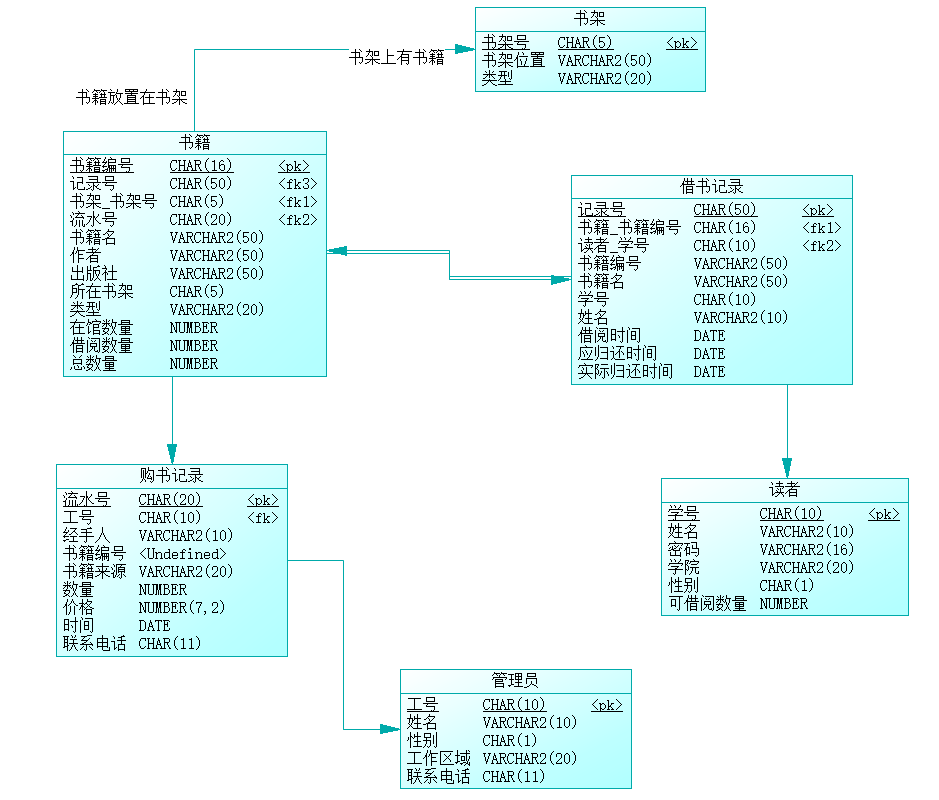 书架
书架号 CHAR(5) <pk>
书架位置 VARCHAR2(50)
类型 VARCHAR2(20)
书架上有书籍
书籍放置在书架
书籍
书籍编号 CHAR(16) <pk>
记录号 CHAR(50) <fk3>
书架_书架号 CHAR(5) <fk1>
流水号 CHAR(20) <fk2>
书籍名 VARCHAR2(50)
作者 VARCHAR2(50)
出版社 VARCHAR2(50)
所在书架 CHAR(5)
类型 VARCHAR2(20)
在馆数量 NUMBER
借阅数量 NUMBER
总数量 NUMBER
借书记录
记录号 CHAR(50) <pk>
书籍_书籍编号 CHAR(16) <fk1>
读者_学号 CHAR(10) <fk2>
书籍编号 VARCHAR2(50)
书籍名 VARCHAR2(50)
学号 CHAR(10)
姓名 VARCHAR2(10)
借阅时间 DATE
应归还时间 DATE
实际归还时间 DATE
购书记录
流水号 CHAR(20) <pk>
工号 CHAR(10) <fk>
经手人 VARCHAR2(10)
书籍编号 <Undefined>
书籍来源 VARCHAR2(20)
数量 NUMBER
价格 NUMBER(7,2)
时间 DATE
联系电话 CHAR(11)
读者
学号 CHAR(10) <pk>
姓名 VARCHAR2(10)
密码 VARCHAR2(16)
学院 VARCHAR2(20)
性别 CHAR(1)
可借阅数量 NUMBER
管理员
工号 CHAR(10) <pk>
姓名 VARCHAR2(10)
性别 CHAR(1)
工作区域 VARCHAR2(20)
联系电话 CHAR(11)